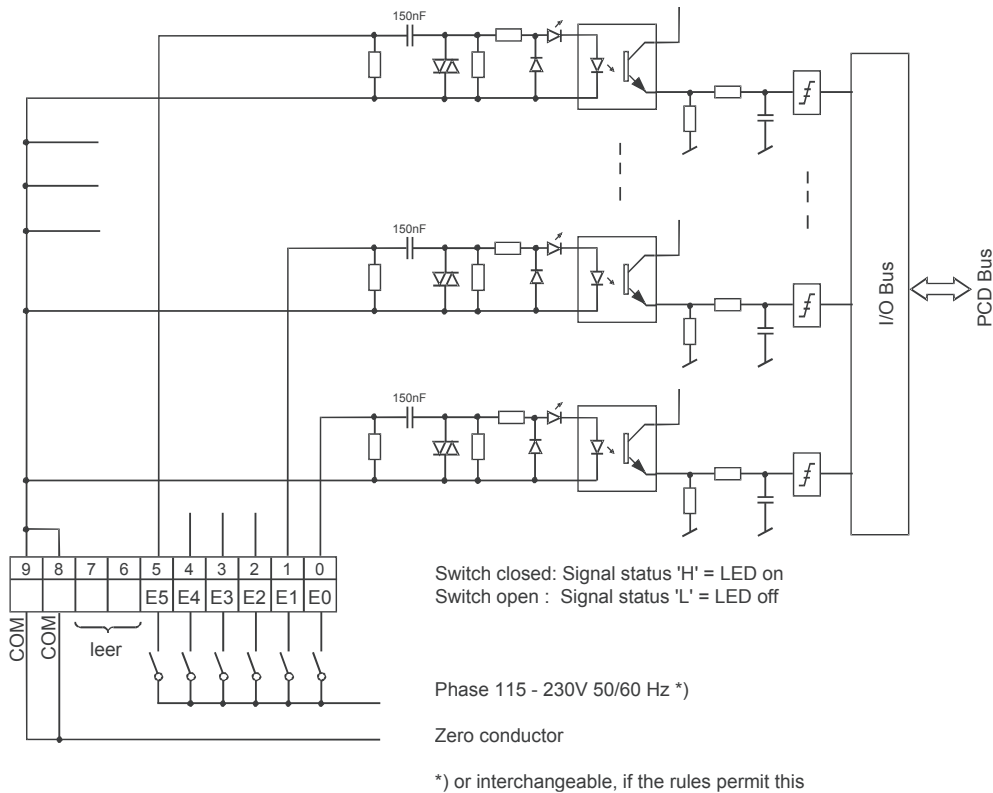 150nF
150nF
150nF
I/O Bus
PCD Bus
9 8 7 6 5 4 3 2 1 0
E5 E4 E3 E2 E1 E0
COM
COM
leer
Switch closed: Signal status 'H' = LED on
Switch open : Signal status 'L' = LED off
Phase 115 - 230V 50/60 Hz *)
Zero conductor
*) or interchangeable, if the rules permit this